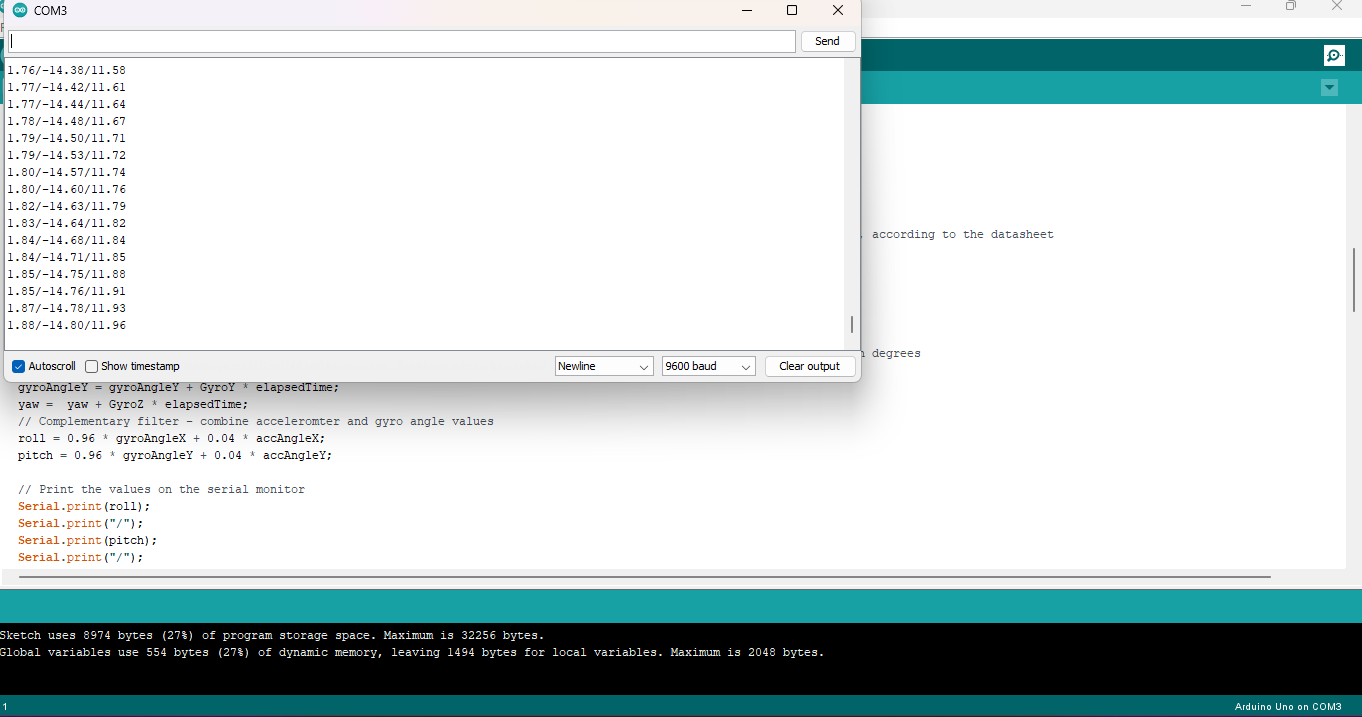 COM3
Send
1.76/-14.38/11.58
1.77/-14.42/11.61
1.77/-14.44/11.64
1.78/-14.48/11.67
1.79/-14.50/11.71
1.79/-14.53/11.72
1.80/-14.57/11.74
1.80/-14.60/11.76
1.82/-14.63/11.79
1.83/-14.64/11.82
1.84/-14.68/11.84
1.84/-14.71/11.85
1.85/-14.75/11.88
1.85/-14.76/11.91
1.87/-14.78/11.93
1.88/-14.80/11.96
Autoscroll Show timestamp Newline 9600 baud Clear output
, according to the datasheet
degrees
gyroAngleY = gyroAngleY + GyroY * elapsedTime;
yaw =  yaw + GyroZ * elapsedTime;
// Complementary filter - combine acceleromter and gyro angle values
roll = 0.96 * gyroAngleX + 0.04 * accAngleX;
pitch = 0.96 * gyroAngleY + 0.04 * accAngleY;
// Print the values on the serial monitor
Serial.print(roll);
Serial.print("/");
Serial.print(pitch);
Serial.print("/");
Sketch uses 8974 bytes (27%) of program storage space. Maximum is 32256 bytes.
Global variables use 554 bytes (27%) of dynamic memory, leaving 1494 bytes for local variables. Maximum is 2048 bytes.
1
Arduino Uno on COM3